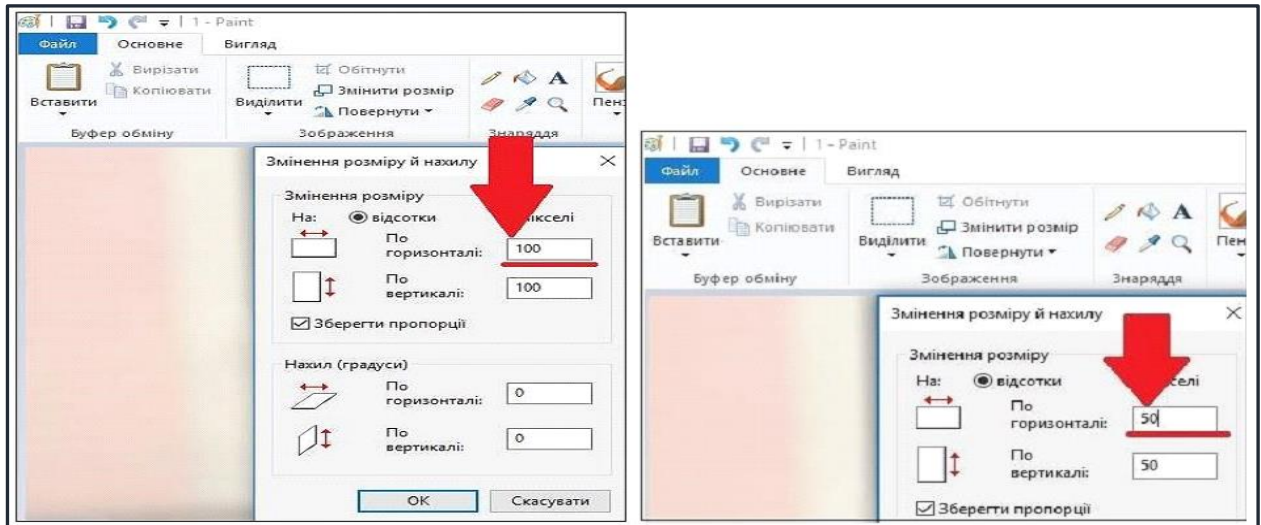 1 - Paint
Файл Основне Вигляд
Вирізати
Копіювати
Вставити
Буфер обміну
Обітнути
Змінити розмір
Повернути
Виділити
Зображення
A
Знаряддя
Змінення розміру й нахилу
Змінення розміру
На: відсотки
По
горизонталі: 100
По
вертикалі: 100
Зберегти пропорції
Нахил (градуси)
По
горизонталі: 0
По
вертикалі: 0
ОК Скасувати
1 - Paint
Файл Основне Вигляд
Вирізати
Копіювати
Вставити
Буфер обміну
Обітнути
Змінити розмір
Повернути
Виділити
Зображення
A
Знаряддя
Змінення розміру й нахилу
Змінення розміру
На: відсотки
По
горизонталі: 50
По
вертикалі: 50
Зберегти пропорції